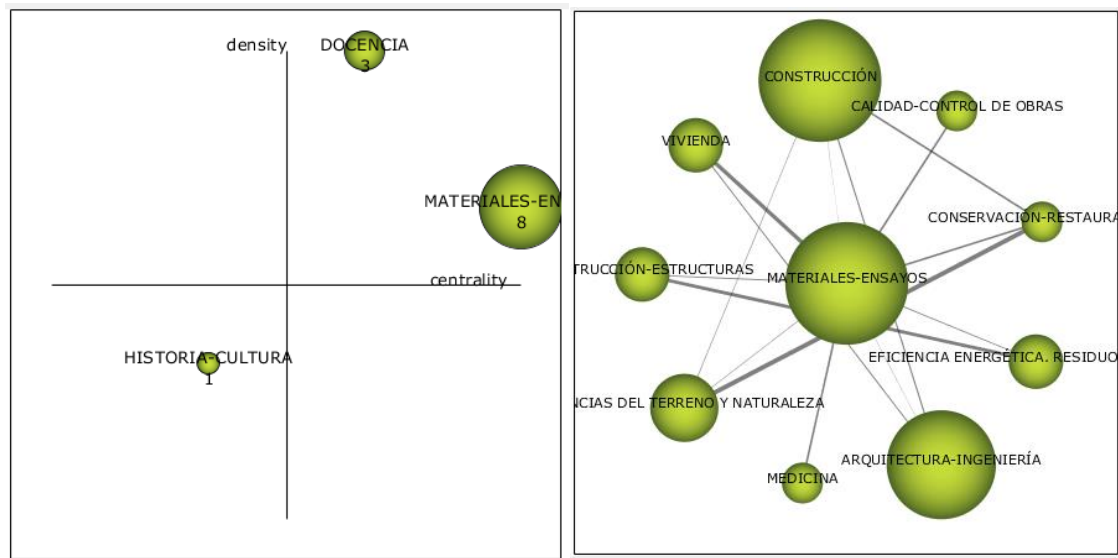 density
DOCENCIA
3
MATERIALES-EN
8
centrality
HISTORIA-CULTURA
1
CONSTRUCCIÓN
CALIDAD-CONTROL DE OBRAS
VIVIENDA
CONSERVACIÓN-RESTAURA
TRUCCIÓN-ESTRUCTURAS
MATERIALES-ENSAYOS
EFICIENCIA ENERGÉTICA. RESIDUO
NCIAS DEL TERRENO Y NATURALEZA
ARQUITECTURA-INGENIERÍA
MEDICINA